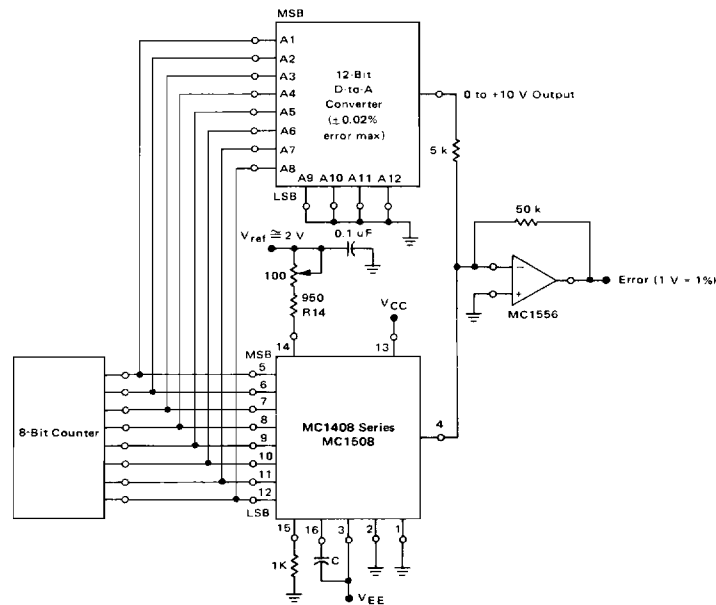 MSB
A1
A2
A3
A4
A5
A6
A7
A8
12-Bit
D-to-A
Converter
(±0.02%
error max)
A9 A10 A11 A12
LSB
0 to +10 V Output
5 k
50 k
Vref ≅ 2 V
0.1 uF
100
950
R14
VCC
−
+
MC1556
Error (1 V = 1%)
14
13
MSB
5
6
7
8
9
10
11
12
LSB
8-Bit Counter
MC1408 Series
MC1508
4
15
16
3
2
1
1K
C
VEE